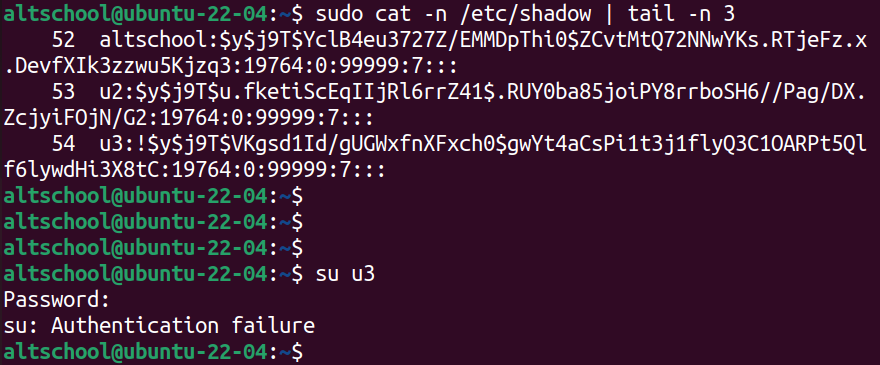 altschool@ubuntu-22-04:~$ sudo cat -n /etc/shadow | tail -n 3
    52  altschool:$y$j9T$YclB4eu3727Z/EMMDpThi0$ZCvtMtQ72NNwYKs.RTjeFz.x
.DevfXIk3zzwu5Kjzq3:19764:0:99999:7:::
    53  u2:$y$j9T$u.fketiScEqIIjRl6rrZ41$.RUY0ba85joiPY8rrboSH6//Pag/DX.
ZcjyiFOjN/G2:19764:0:99999:7:::
    54  u3:!$y$j9T$VKgsd1Id/gUGWxfnXFxch0$gwYt4aCsPi1t3j1flyQ3C1OARPt5Ql
f6lywdHi3X8tC:19764:0:99999:7:::
altschool@ubuntu-22-04:~$
altschool@ubuntu-22-04:~$
altschool@ubuntu-22-04:~$
altschool@ubuntu-22-04:~$ su u3
Password:
su: Authentication failure
altschool@ubuntu-22-04:~$